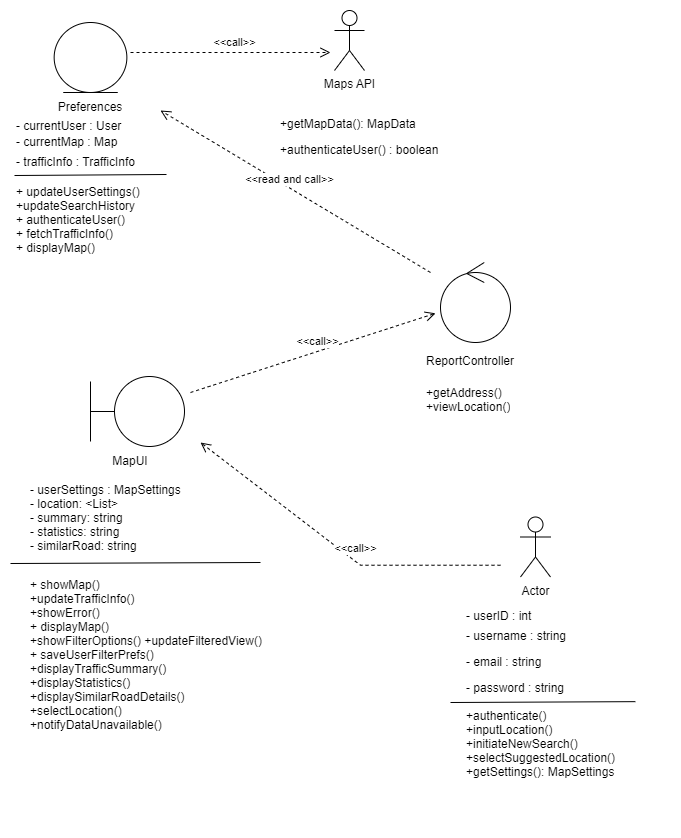 <<call>>
Maps API
Preferences
- currentUser : User
- currentMap : Map
- trafficInfo : TrafficInfo
+ updateUserSettings()
+updateSearchHistory
+ authenticateUser()
+ fetchTrafficInfo()
+ displayMap()
+getMapData(): MapData
+authenticateUser() : boolean
<<read and call>>
ReportController
+getAddress()
+viewLocation()
<<call>>
MapUI
- userSettings : MapSettings
- location: <List>
- summary: string
- statistics: string
- similarRoad: string
+ showMap()
+updateTrafficInfo()
+showError()
+ displayMap()
+showFilterOptions() +updateFilteredView()
+ saveUserFilterPrefs()
+displayTrafficSummary()
+displayStatistics()
+displaySimilarRoadDetails()
+selectLocation()
+notifyDataUnavailable()
<<call>>
Actor
- userID : int
- username : string
- email : string
- password : string
+authenticate()
+inputLocation()
+initiateNewSearch()
+selectSuggestedLocation()
+getSettings(): MapSettings